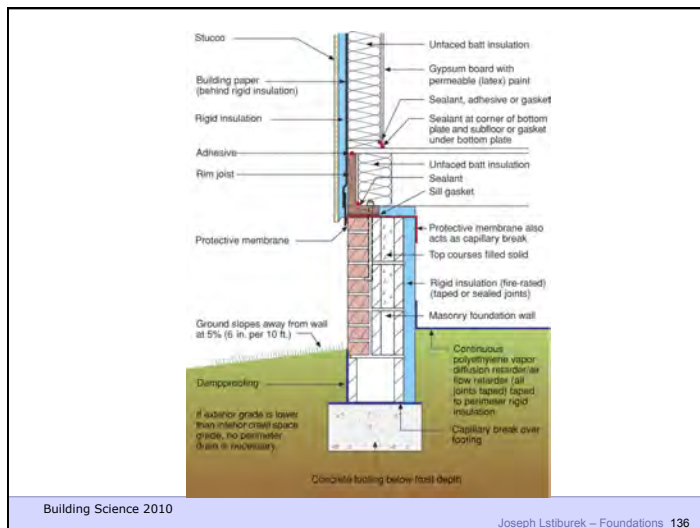 Stucco
Building paper
(behind rigid insulation)
Rigid insulation
Adhesive
Rim joist
Protective membrane
Ground slopes away from wall
at 5% (6 in. per 10 ft.)
Dampproofing
If exterior grade is lower
than interior crawl space
grade, no perimeter
drain is necessary.
Unfaced batt insulation
Gypsum board with
permeable (latex) paint
Sealant, adhesive or gasket
Sealant at corner of bottom
plate and subfloor or gasket
under bottom plate
Unfaced batt insulation
Sealant
Sill gasket
Protective membrane also
acts as capillary break
Top courses filled solid
Rigid insulation (fire-rated)
(taped or sealed joints)
Masonry foundation wall
Continuous
polyethylene vapor
diffusion retarder/air
flow retarder (all
joints taped) taped
to perimeter rigid
insulation
Capillary break over
footing
Concrete footing below frost depth
Building Science 2010
Joseph Lstiburek – Foundations 136